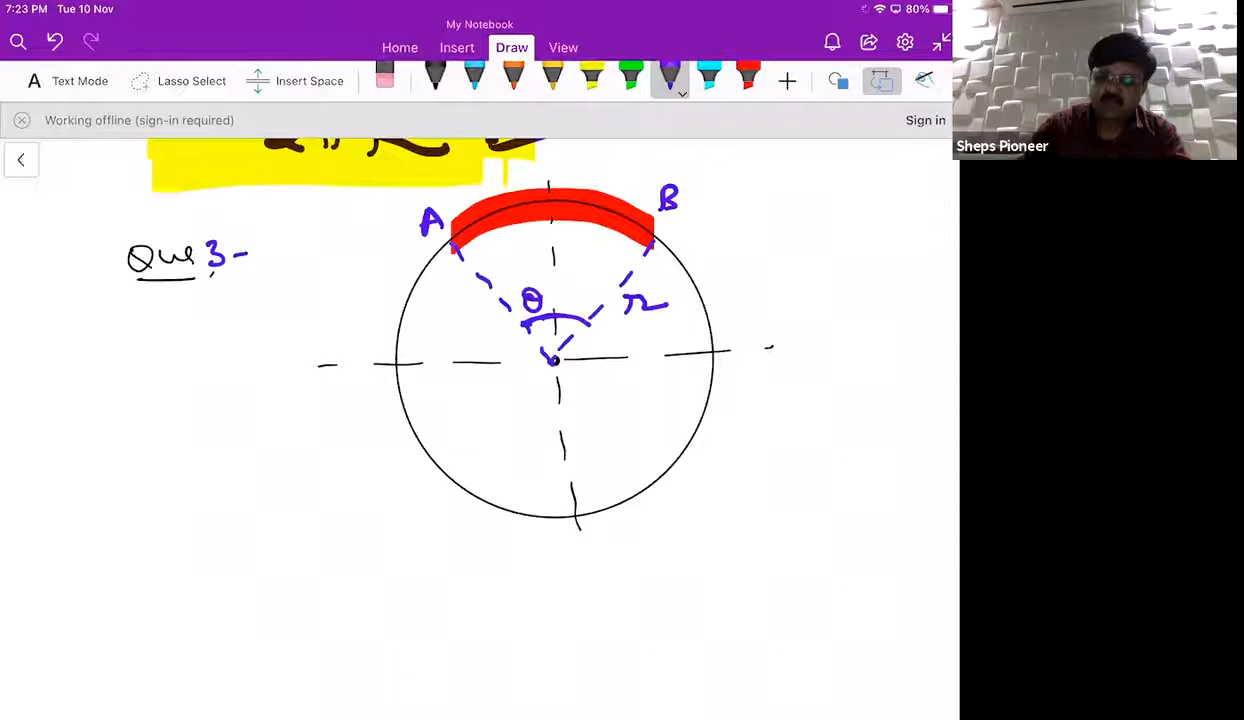 7:23 PM Tue 10 Nov
My Notebook
80%
Home Insert Draw View
A Text Mode Lasso Select Insert Space
Working offline (sign-in required) Sign in
Sheps Pioneer
A
B
Que 3-
θ
r